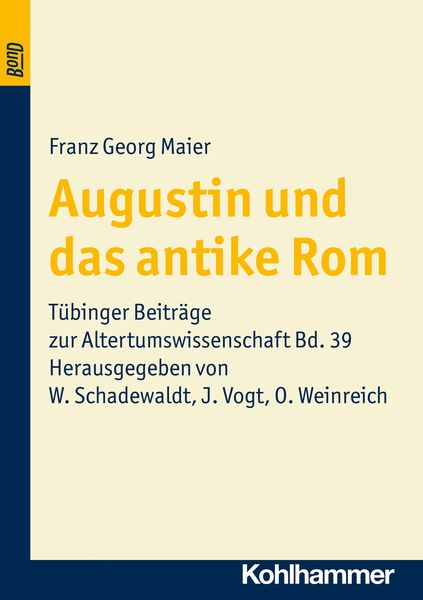 BonD
Franz Georg Maier
Augustin und
das antike Rom
Tübinger Beiträge
zur Altertumswissenschaft Bd. 39
Herausgegeben von
W. Schadewaldt, J. Vogt, O. Weinreich
Kohlhammer